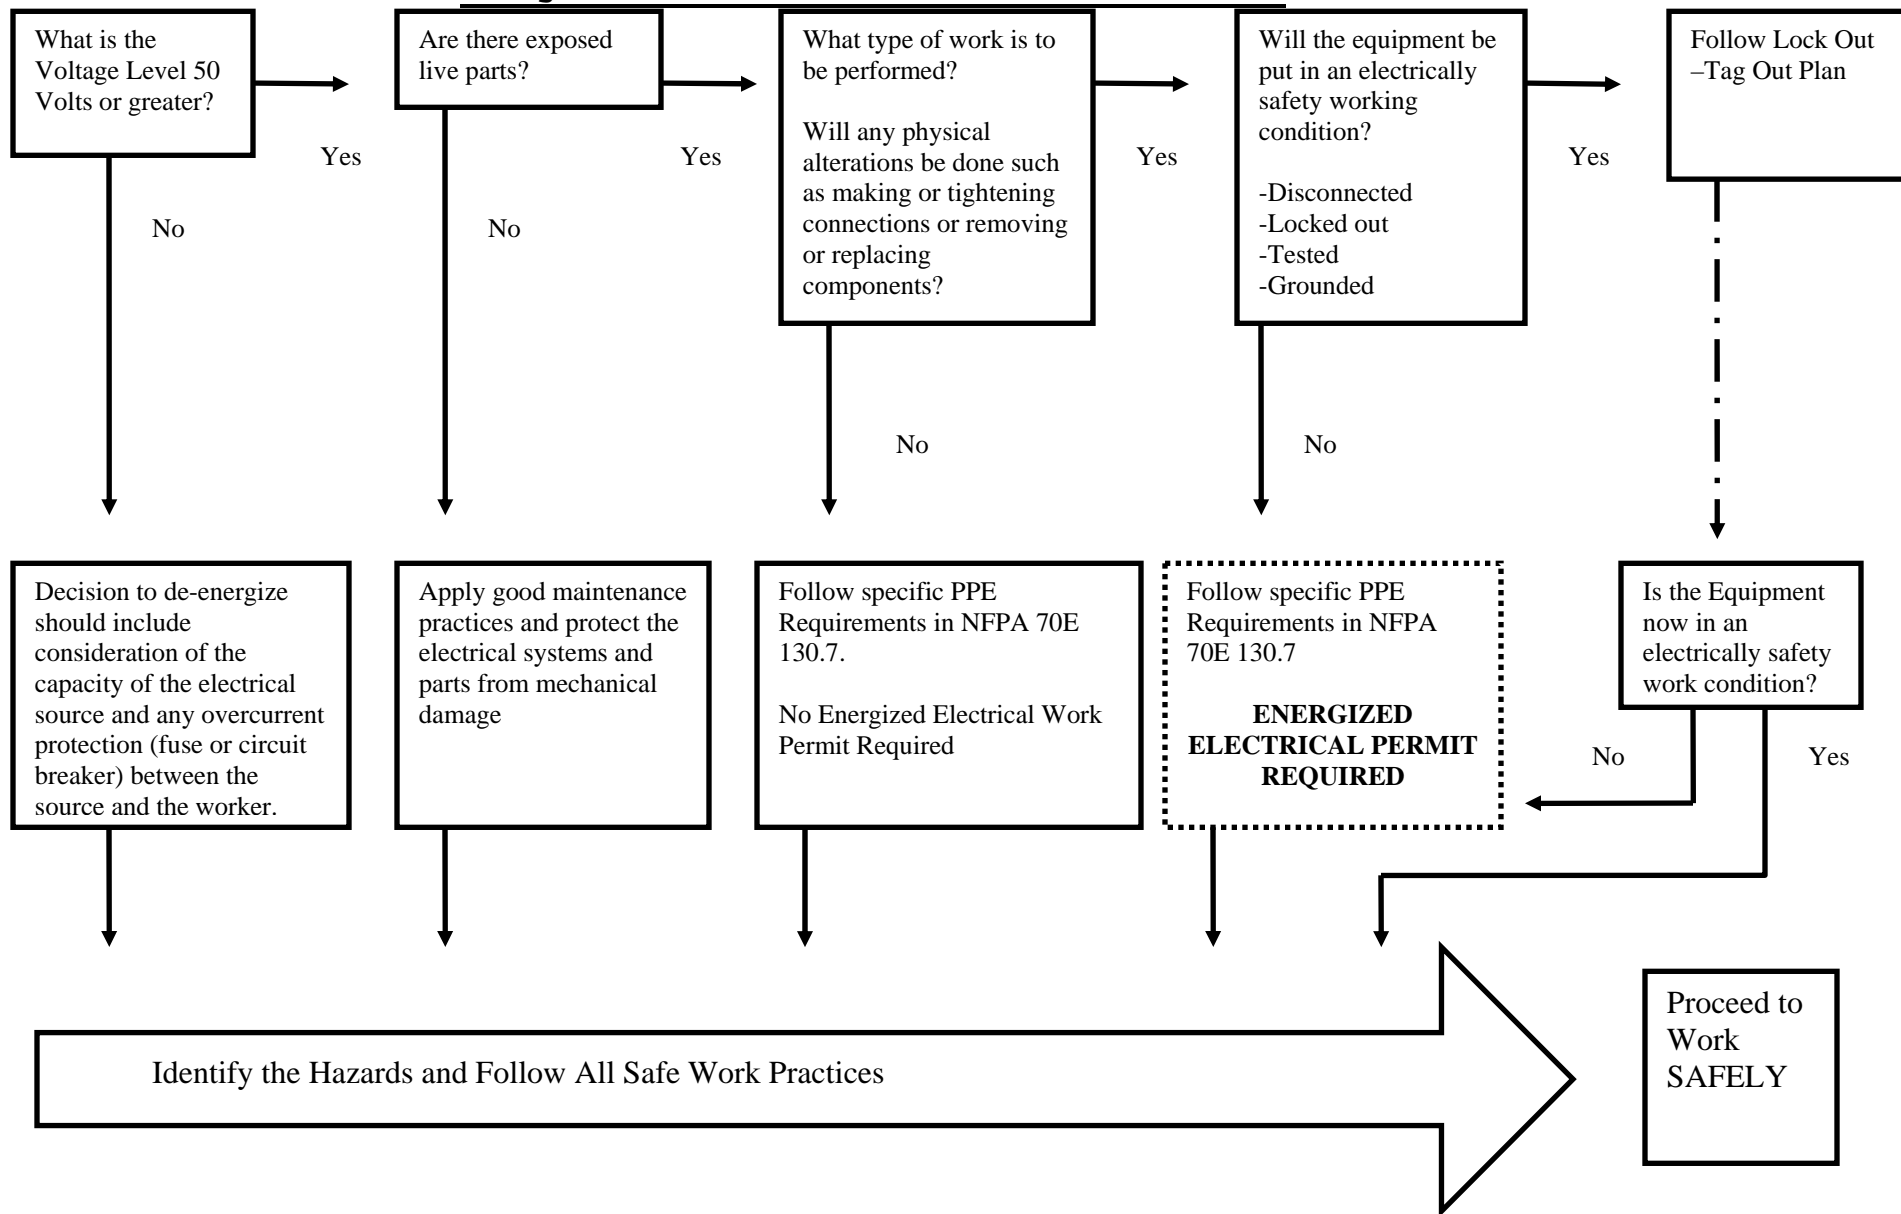 What is the
Voltage Level 50
Volts or greater?
Yes
No
Are there exposed
live parts?
Yes
No
What type of work is to
be performed?
Will any physical
alterations be done such
as making or tightening
connections or removing
or replacing
components?
Yes
No
Will the equipment be
put in an electrically
safety working
condition?
-Disconnected
-Locked out
-Tested
-Grounded
Yes
No
Follow Lock Out
–Tag Out Plan
Decision to de-energize
should include
consideration of the
capacity of the electrical
source and any overcurrent
protection (fuse or circuit
breaker) between the
source and the worker.
Apply good maintenance
practices and protect the
electrical systems and
parts from mechanical
damage
Follow specific PPE
Requirements in NFPA 70E
130.7.
No Energized Electrical Work
Permit Required
Follow specific PPE
Requirements in NFPA
70E 130.7
ENERGIZED
ELECTRICAL PERMIT
REQUIRED
Is the Equipment
now in an
electrically safety
work condition?
No
Yes
Identify the Hazards and Follow All Safe Work Practices
Proceed to
Work
SAFELY